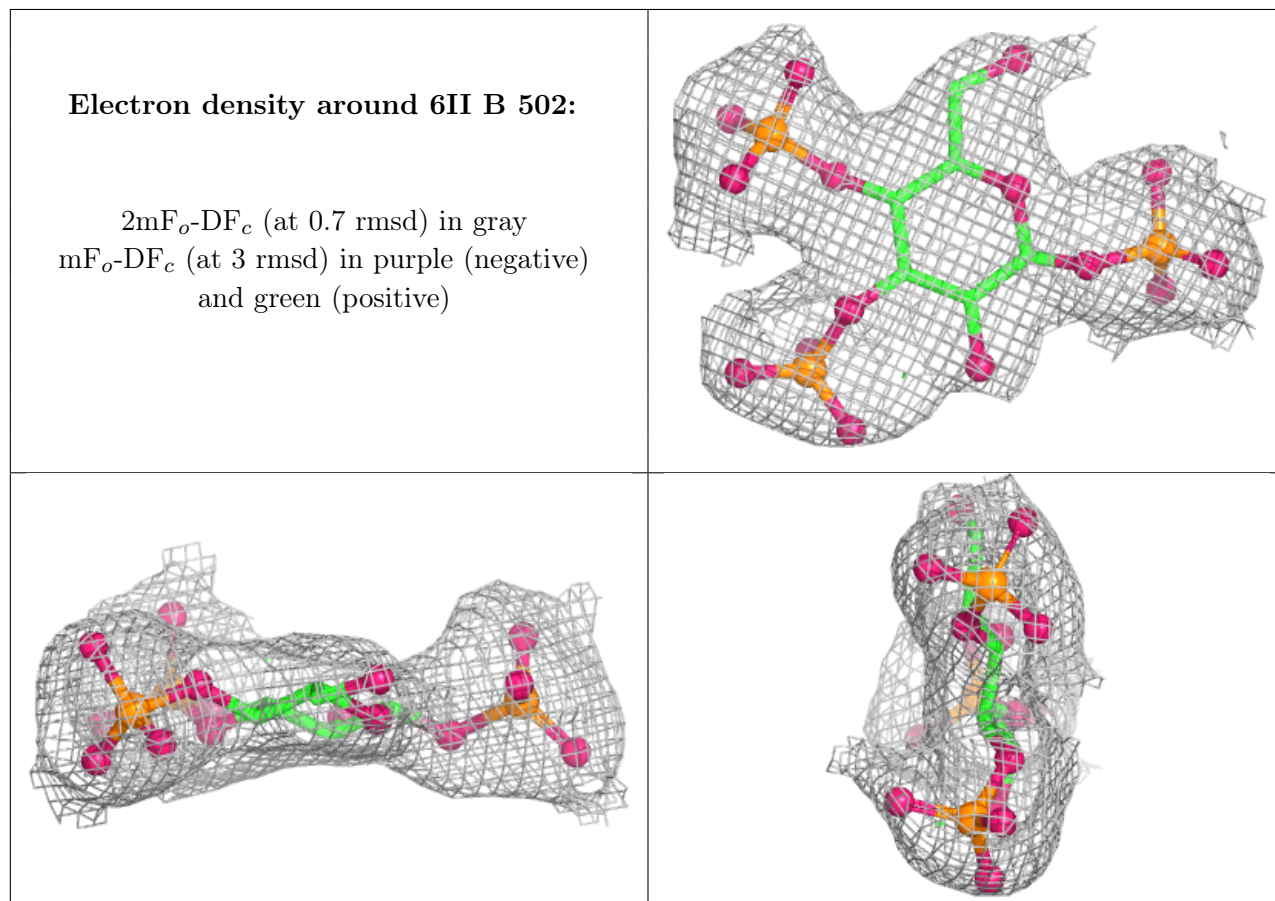 Electron density around 6II B 502:
2mFo-DFc (at 0.7 rmsd) in gray
mFo-DFc (at 3 rmsd) in purple (negative)
and green (positive)